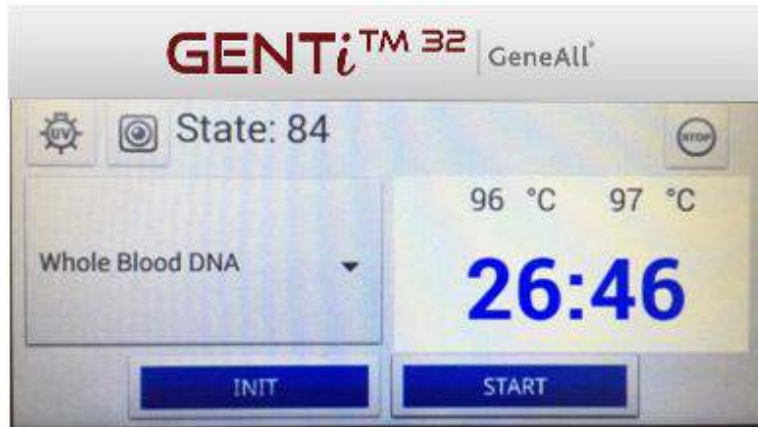 GENTi™ 32 GeneAll®
UV State: 84 STOP
96 °C 97 °C
Whole Blood DNA
26:46
INIT START